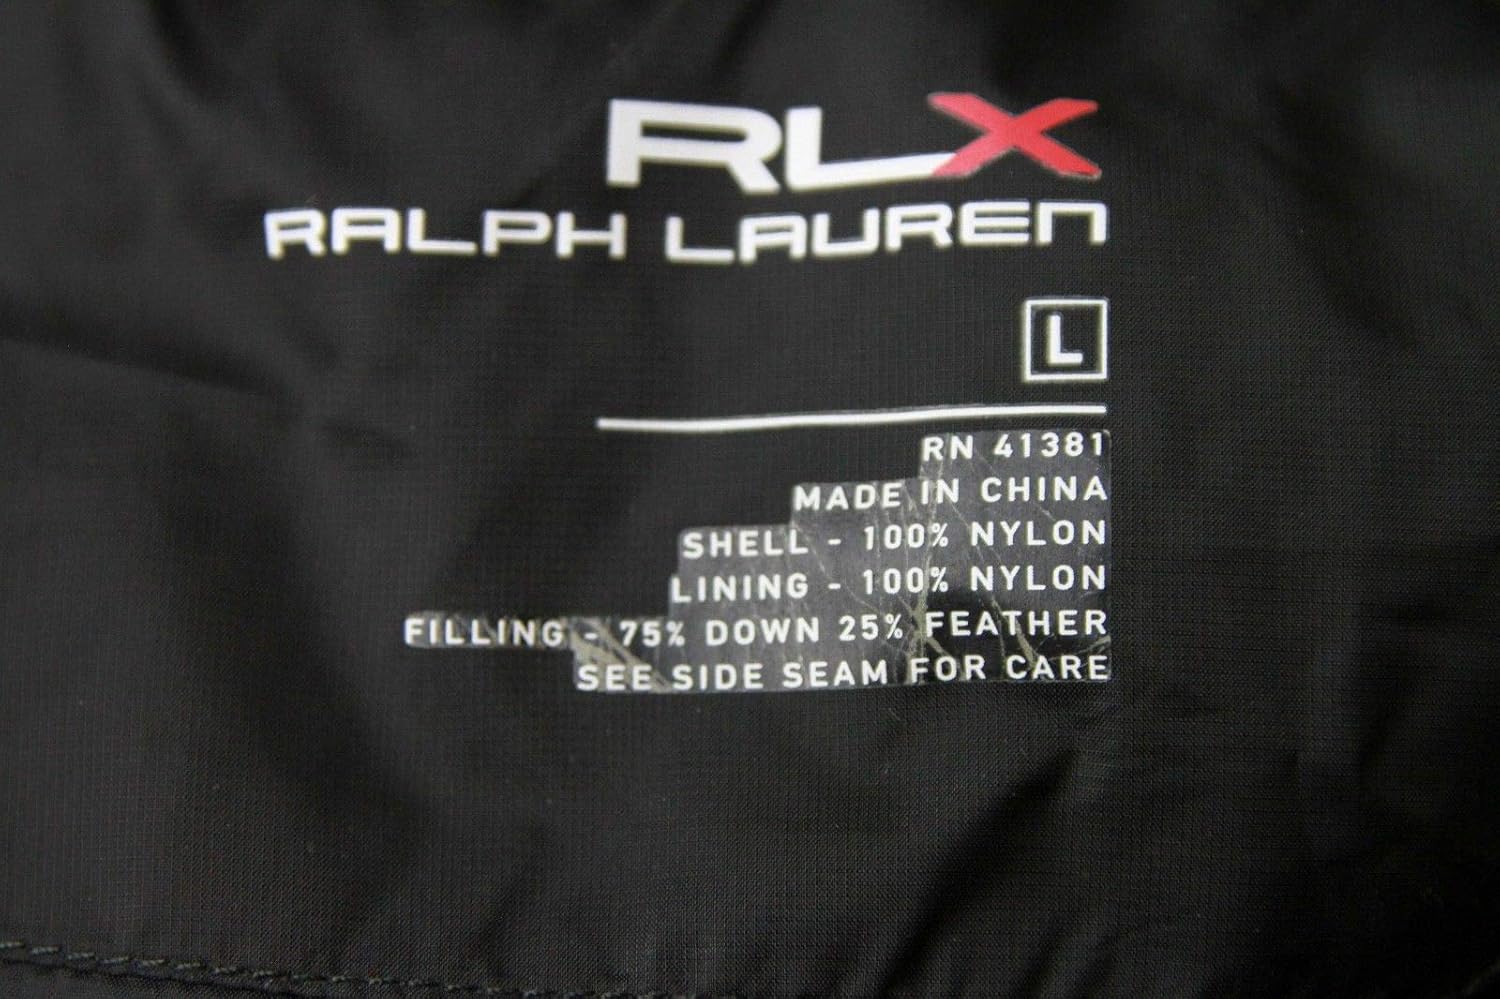 RLX
RALPH LAUREN
L
RN 41381
MADE IN CHINA
SHELL - 100% NYLON
LINING - 100% NYLON
FILLING - 75% DOWN 25% FEATHER
SEE SIDE SEAM FOR CARE